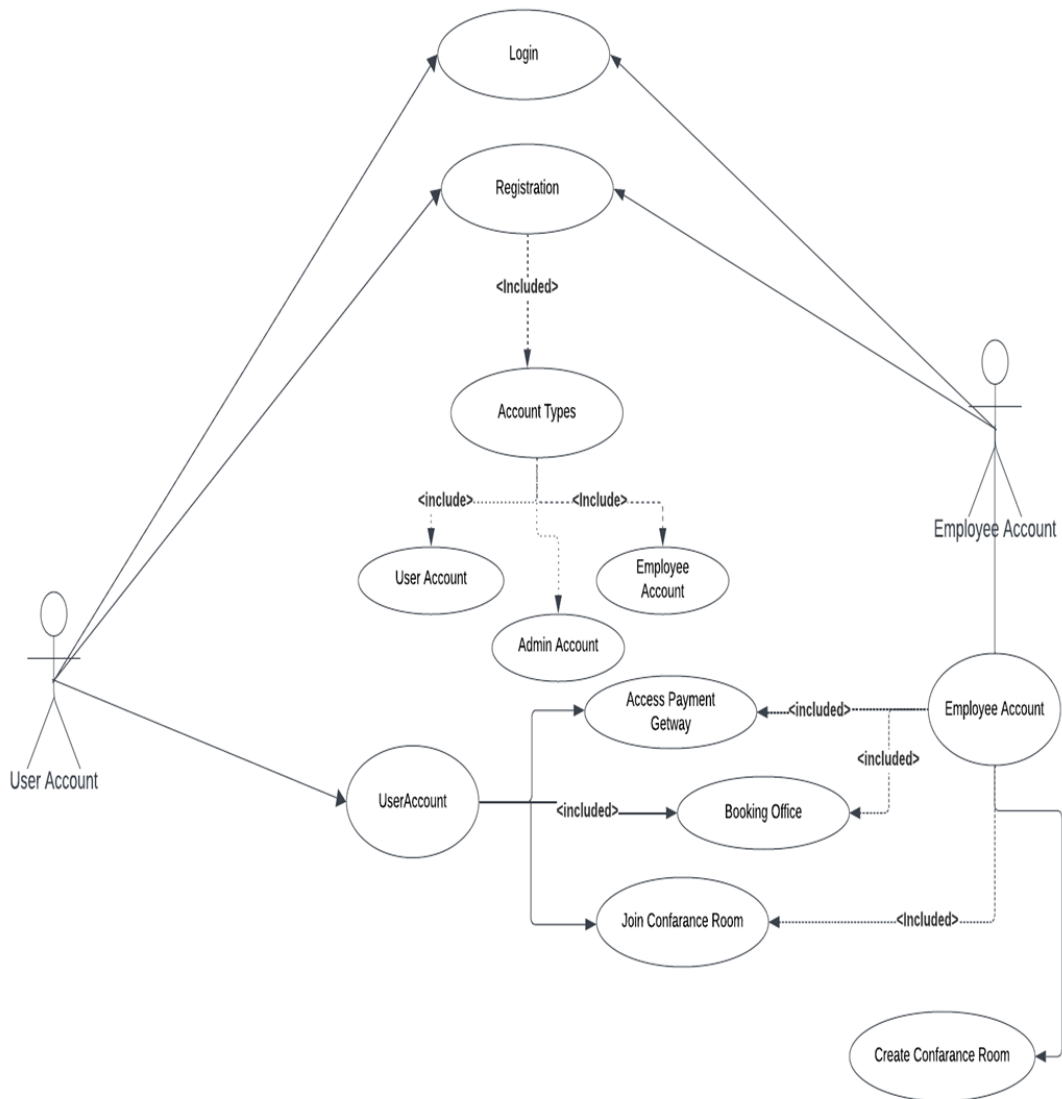 Login
Registration
<Included>
Account Types
<include>
<Include>
User Account
Employee
Account
Employee Account
Admin Account
Access Payment
Getway
<included>
Employee Account
User Account
<included>
UserAccount
<included>
Booking Office
Join Confarance Room
<Included>
Create Confarance Room